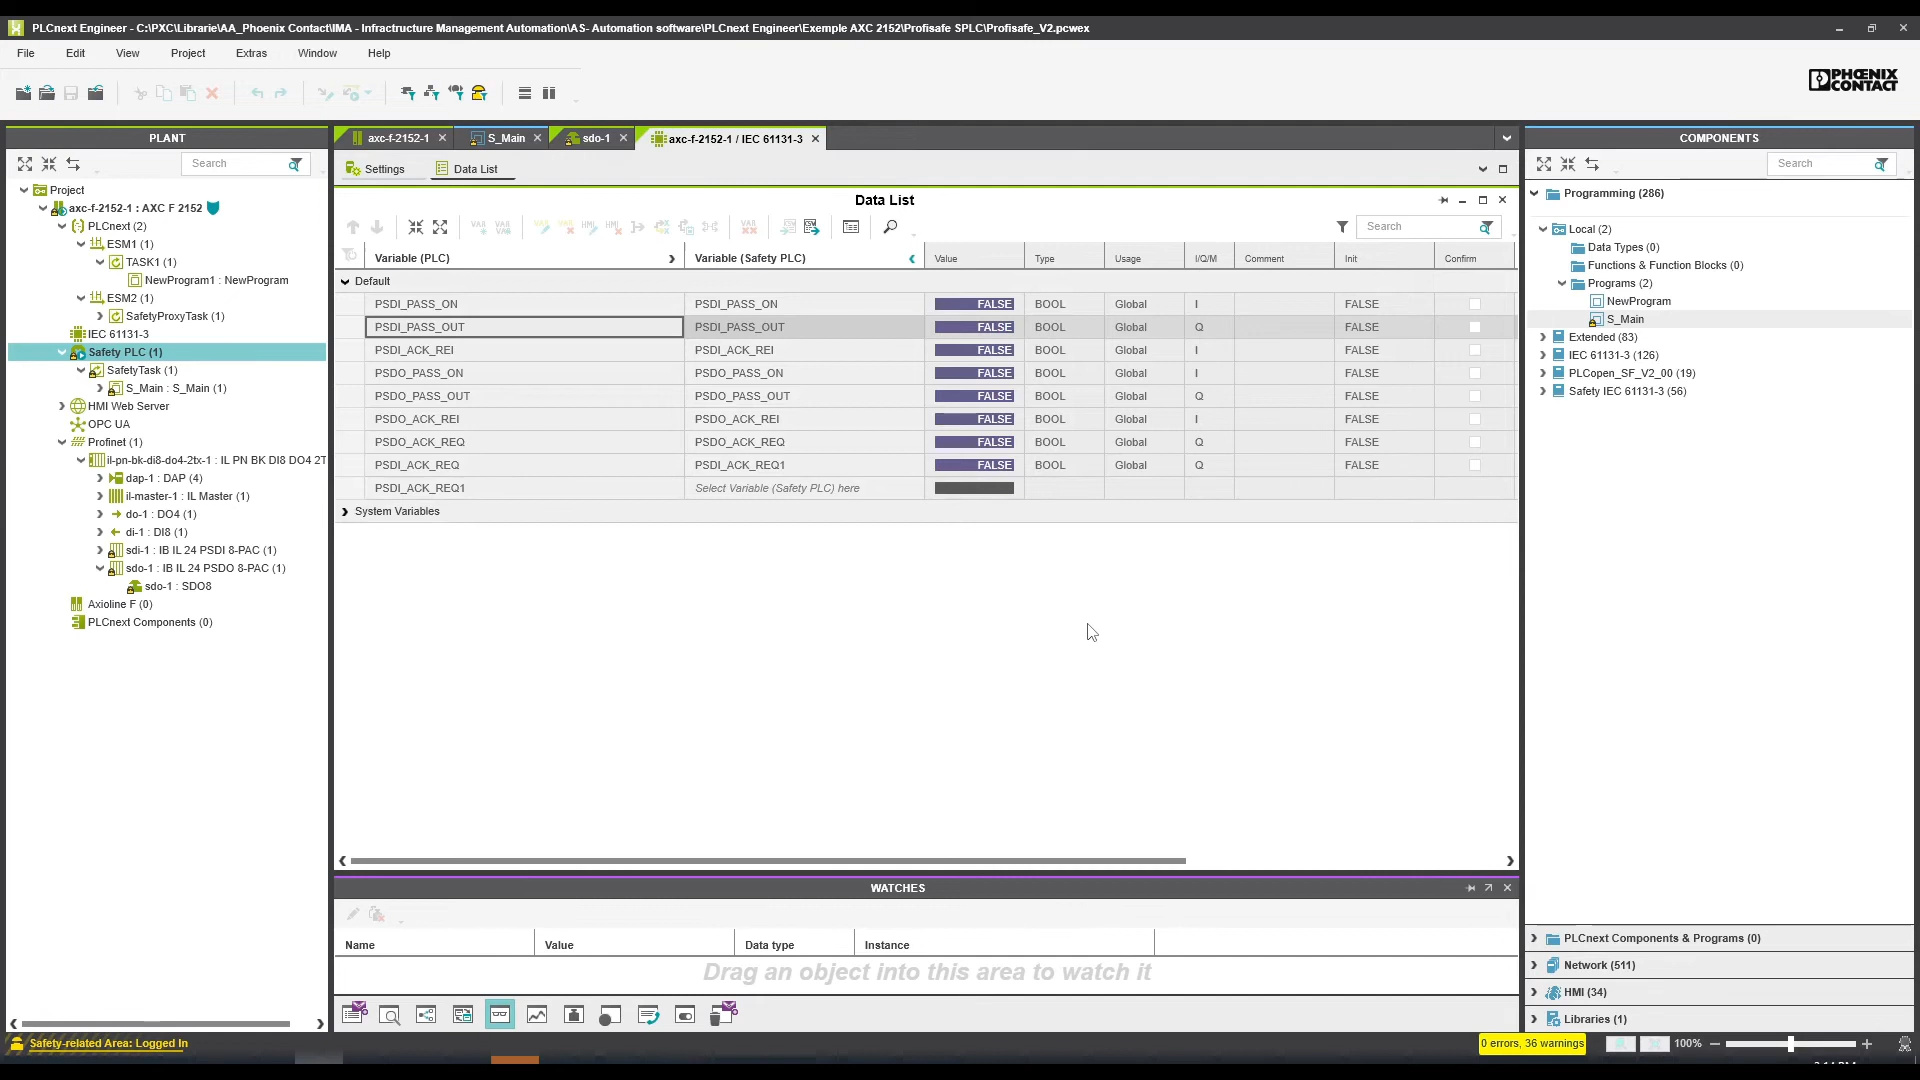 PLCnext Engineer - C:\PXC\Librarie\AA_Phoenix Contact\IMA - Infractructure Management Automation\AS- Automation software\PLCnext Engineer\Exemple AXC 2152\Profisafe SPLC\Profisafe_V2.pcwex
File Edit View Project Extras Window Help
PHŒNIX CONTACT
PLANT
Search
Project
axc-f-2152-1 : AXC F 2152
PLCnext (2)
ESM1 (1)
TASK1 (1)
NewProgram1 : NewProgram
ESM2 (1)
SafetyProxyTask (1)
IEC 61131-3
Safety PLC (1)
SafetyTask (1)
S_Main : S_Main (1)
HMI Web Server
OPC UA
Profinet (1)
il-pn-bk-di8-do4-2tx-1 : IL PN BK DI8 DO4 2T
dap-1 : DAP (4)
il-master-1 : IL Master (1)
do-1 : DO4 (1)
di-1 : DI8 (1)
sdi-1 : IB IL 24 PSDI 8-PAC (1)
sdo-1 : IB IL 24 PSDO 8-PAC (1)
sdo-1 : SDO8
Axioline F (0)
PLCnext Components (0)
axc-f-2152-1 S_Main sdo-1 axc-f-2152-1 / IEC 61131-3
Settings Data List
Data List
Search
Variable (PLC) Variable (Safety PLC) Value Type Usage I/Q/M Comment Init Confirm
Default
PSDI_PASS_ON PSDI_PASS_ON FALSE BOOL Global I FALSE
PSDI_PASS_OUT PSDI_PASS_OUT FALSE BOOL Global Q FALSE
PSDI_ACK_REI PSDI_ACK_REI FALSE BOOL Global I FALSE
PSDO_PASS_ON PSDO_PASS_ON FALSE BOOL Global I FALSE
PSDO_PASS_OUT PSDO_PASS_OUT FALSE BOOL Global Q FALSE
PSDO_ACK_REI PSDO_ACK_REI FALSE BOOL Global I FALSE
PSDO_ACK_REQ PSDO_ACK_REQ FALSE BOOL Global Q FALSE
PSDI_ACK_REQ PSDI_ACK_REQ1 FALSE BOOL Global Q FALSE
PSDI_ACK_REQ1 Select Variable (Safety PLC) here
System Variables
WATCHES
Name Value Data type Instance
Drag an object into this area to watch it
COMPONENTS
Search
Programming (286)
Local (2)
Data Types (0)
Functions & Function Blocks (0)
Programs (2)
NewProgram
S_Main
Extended (83)
IEC 61131-3 (126)
PLCopen_SF_V2_00 (19)
Safety IEC 61131-3 (56)
PLCnext Components & Programs (0)
Network (511)
HMI (34)
Libraries (1)
Safety-related Area: Logged In
0 errors, 36 warnings
100%